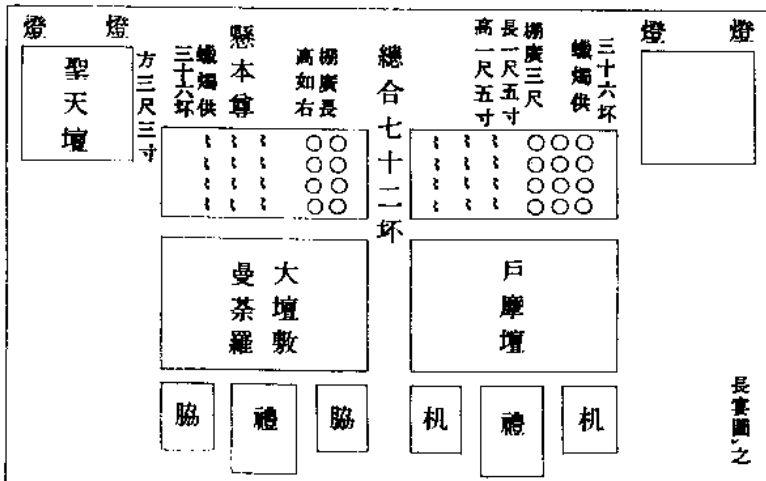 燈
燈
三十六坏
蠟燭供
棚廣三尺
長一尺五寸
高一尺五寸
總合七十二坏
棚廣長
高如右
懸本尊
蠟燭供
三十六坏
方三尺三寸
燈
燈
聖天壇
戶摩壇
大壇敷
曼荼羅
机
禮
机
脇
禮
脇
長宴圖之